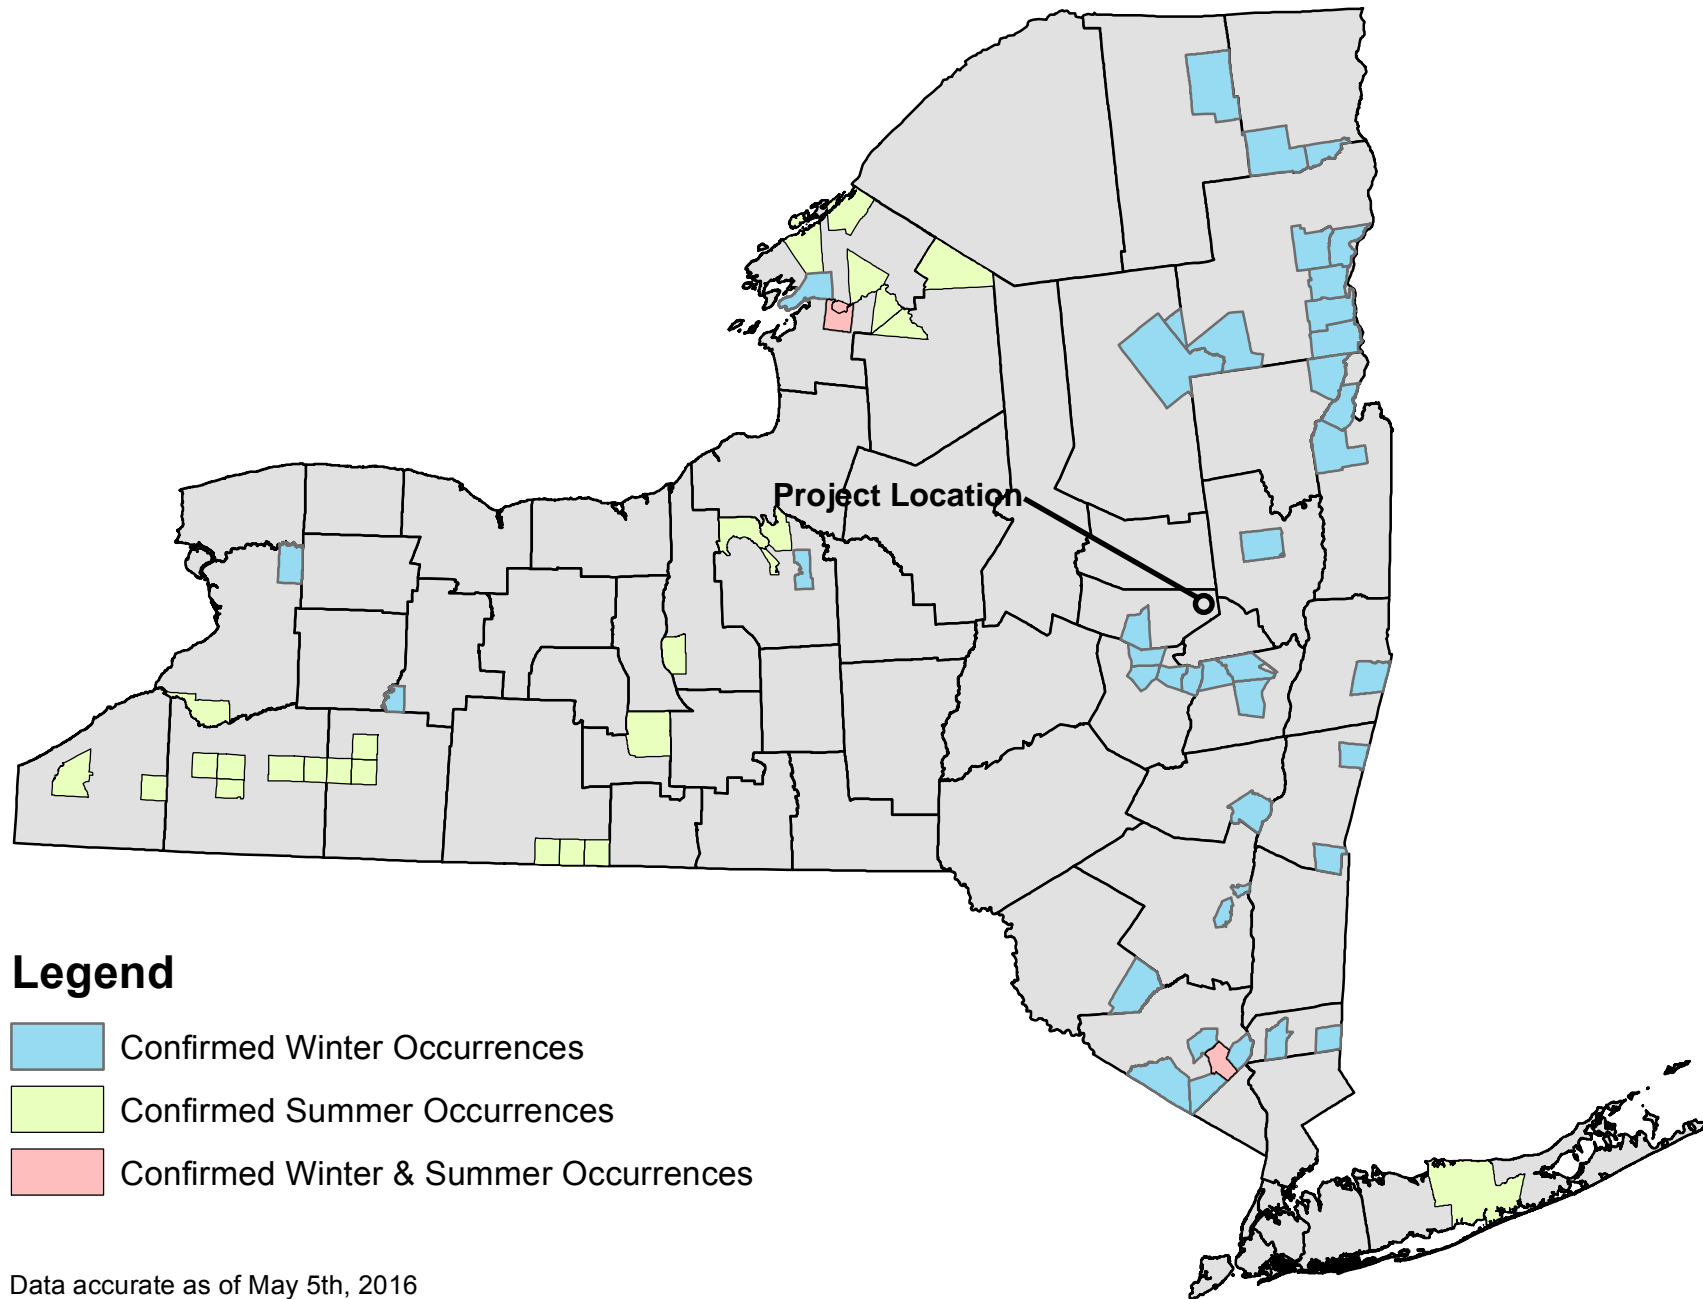 Project Location
Legend
Confirmed Winter Occurrences
Confirmed Summer Occurrences
Confirmed Winter & Summer Occurrences
Data accurate as of May 5th, 2016